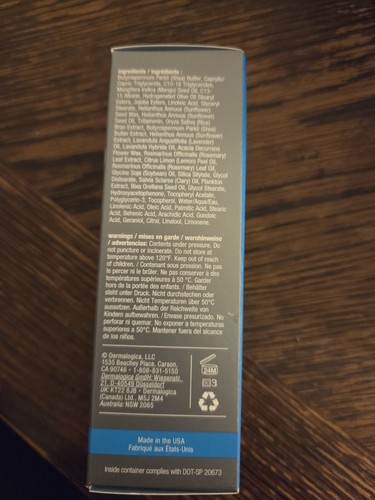 ingredients / ingrédients :
Butyrospermum Parkii (Shea) Butter, Caprylic/
Capric Triglyceride, C10-18 Triglycerides,
Mangifera Indica (Mango) Seed Oil, C13-
15 Alkane, Hydrogenated Olive Oil Stearyl
Esters, Jojoba Esters, Linoleic Acid, Glyceryl
Stearate, Helianthus Annuus (Sunflower)
Seed Wax, Helianthus Annuus (Sunflower)
Seed Oil, Tribehenin, Oryza Sativa (Rice)
Bran Extract, Butyrospermum Parkii (Shea)
Butter Extract, Helianthus Annuus (Sunflower)
Extract, Lavandula Angustifolia (Lavender)
Oil, Lavandula Hybrida Oil, Acacia Decurrens
Flower Wax, Rosmarinus Officinalis (Rosemary)
Leaf Extract, Citrus Limon (Lemon) Peel Oil,
Rosmarinus Officinalis (Rosemary) Leaf Oil,
Glycine Soja (Soybean) Oil, Silica Silylate, Glycol
Distearate, Salvia Sclarea (Clary) Oil, Plankton
Extract, Bixa Orellana Seed Oil, Glycol Stearate,
Hydroxyacetophenone, Tocopheryl Acetate,
Polyglycerin-3, Tocopherol, Water/Aqua/Eau,
Linolenic Acid, Oleic Acid, Palmitic Acid, Stearic
Acid, Behenic Acid, Arachidic Acid, Gondoic
Acid, Geraniol, Citral, Linalool, Limonene.
warnings / mises en garde / warnhinweise
/ advertencias: Contents under pressure. Do
not puncture or incinerate. Do not store at
temperature above 120°F. Keep out of reach
of children. / Contenant sous pression. Ne pas
le percer ni le brûler. Ne pas conserver à des
températures supérieures à 50 °C. Garder
hors de la portée des enfants. / Behälter
steht unter Druck. Nicht durchstechen oder
verbrennen. Nicht Temperaturen über 50°C
aussetzen. Außerhalb der Reichweite von
Kindern aufbewahren. / Envase presurizado. No
perforar ni quemar. No exponer a temperaturas
superiores a 50°C. Mantener fuera del alcance
de los niños.
© Dermalogica, LLC
1535 Beachey Place, Carson,
CA 90746 • 1-800-831-5150
Dermalogica GmbH: Wiesenstr.
21, D-40549 Düsseldorf
UK: KT22 8JB • Dermalogica
(Canada) Ltd., M5J 2M4
Australia: NSW 2065
24M
Made in the USA
Fabriqué aux États-Unis
Inside container complies with DOT-SP 20673